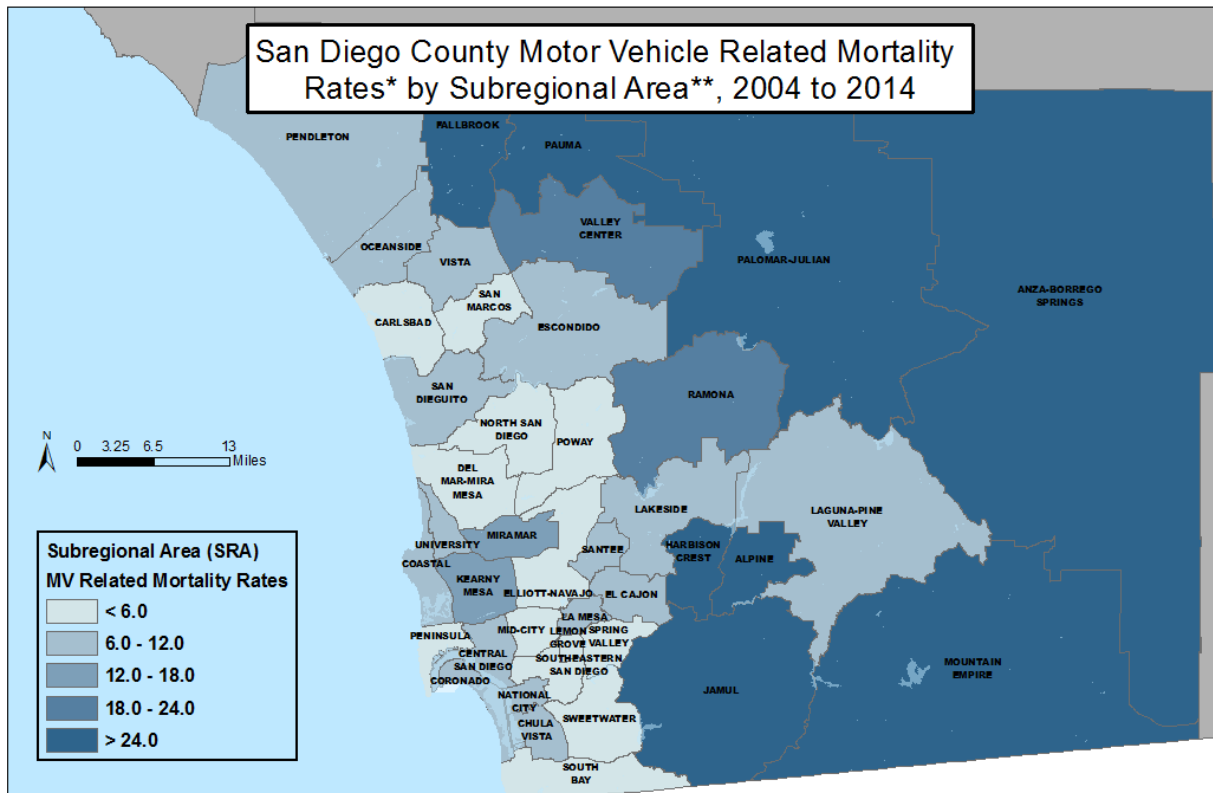 San Diego County Motor Vehicle Related Mortality
Rates* by Subregional Area**, 2004 to 2014
PENDLETON
FALLBROOK
PAUMA
VALLEY
CENTER
OCEANSIDE
VISTA
PALOMAR-JULIAN
ANZA-BORREGO
SPRINGS
SAN
MARCOS
CARLSBAD
ESCONDIDO
SAN
DIEGUITO
RAMONA
NORTH SAN
DIEGO
POWAY
N
0 3.25 6.5 13
Miles
DEL
MAR-MIRA
MESA
LAKESIDE
LAGUNA-PINE
VALLEY
MIRAMAR
UNIVERSITY
SANTEE
HARBISON
CREST
ALPINE
COASTAL
KEARNY
MESA
ELLIOTT-NAVAJO
EL CAJON
LA MESA
PENINSULA
MID-CITY
LEMON
GROVE
SPRING
VALLEY
CENTRAL
SAN DIEGO
SOUTHEASTERN
SAN DIEGO
CORONADO
MOUNTAIN
EMPIRE
JAMUL
NATIONAL
CITY
CHULA
VISTA
SWEETWATER
SOUTH
BAY
Subregional Area (SRA)
MV Related Mortality Rates
< 6.0
6.0 - 12.0
12.0 - 18.0
18.0 - 24.0
> 24.0